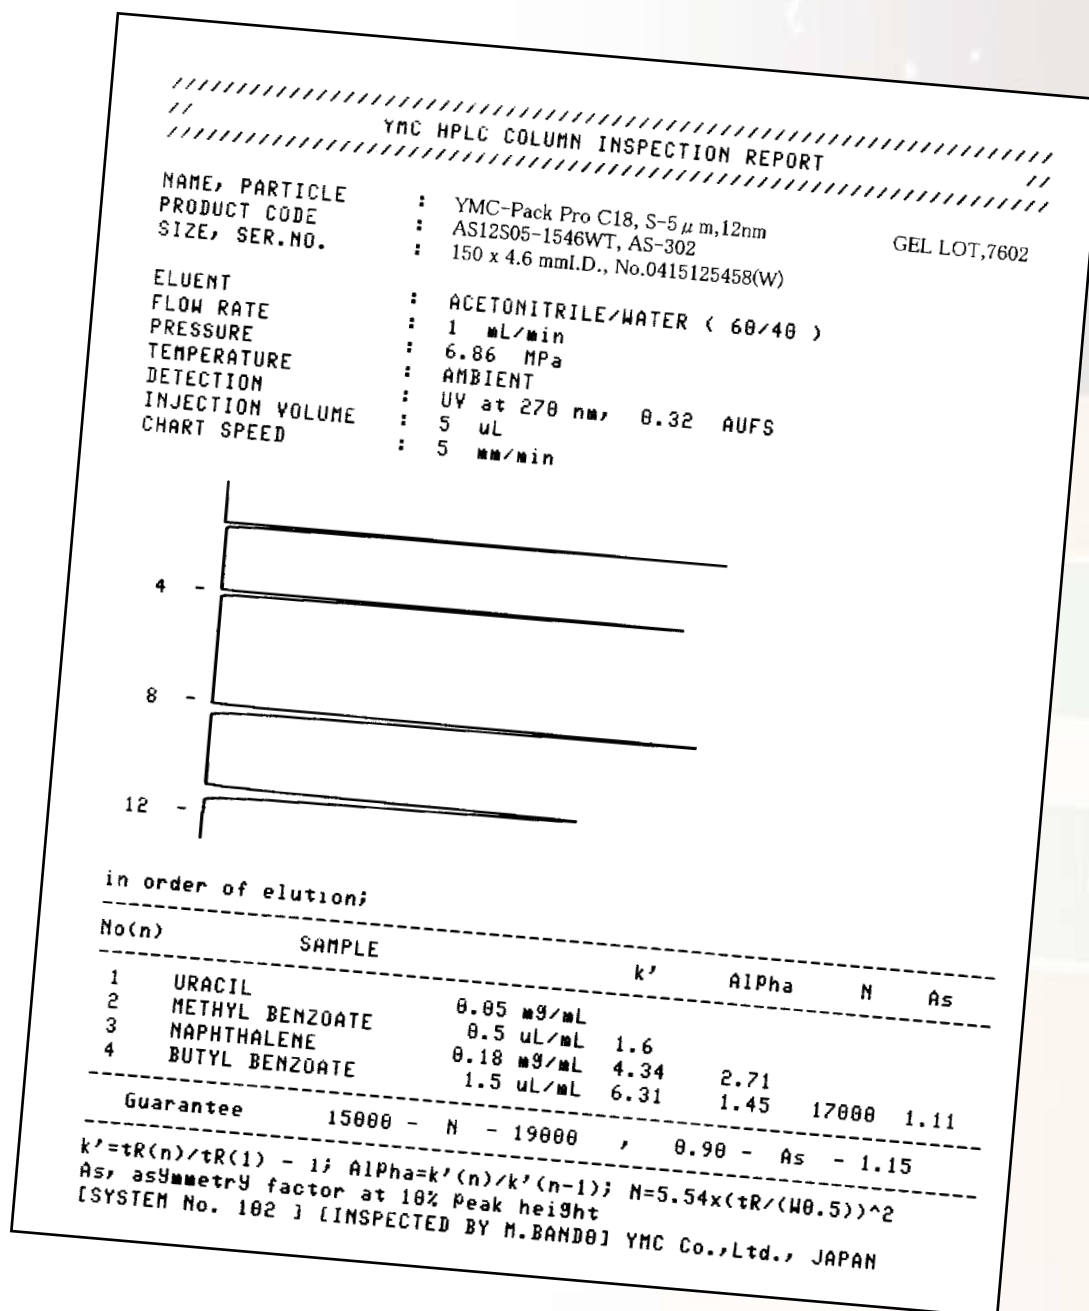 ////////////////////////////////////////////////////////////////
// YMC HPLC COLUMN INSPECTION REPORT //
////////////////////////////////////////////////////////////////
NAME, PARTICLE : YMC-Pack Pro C18, S-5μm,12nm GEL LOT,7602
PRODUCT CODE : AS12S05-1546WT, AS-302
SIZE, SER.NO. : 150 x 4.6 mmI.D., No.0415125458(W)
ELUENT : ACETONITRILE/WATER ( 60/40 )
FLOW RATE : 1 mL/min
PRESSURE : 6.86 MPa
TEMPERATURE : AMBIENT
DETECTION : UV at 270 nm, 0.32 AUFS
INJECTION VOLUME : 5 uL
CHART SPEED : 5 mm/min
4 -
8 -
12 -
in order of elution;
No(n) SAMPLE k' Alpha N As
1 URACIL 0.05 mg/mL
2 METHYL BENZOATE 0.5 uL/mL 1.6
3 NAPHTHALENE 0.18 mg/mL 4.34 2.71
4 BUTYL BENZOATE 1.5 uL/mL 6.31 1.45 17000 1.11
Guarantee 15000 - N - 19000 , 0.90 - As - 1.15
k'=tR(n)/tR(1) - 1; Alpha=k'(n)/k'(n-1); N=5.54x(tR/(W0.5))^2
As, asymmetry factor at 10% peak height
[SYSTEM No. 102 ] [INSPECTED BY M.BANDO] YMC Co.,Ltd., JAPAN